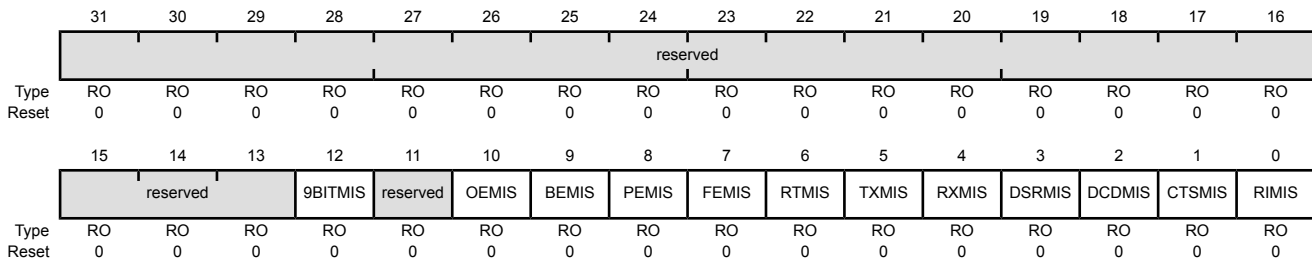 31 30 29 28 27 26 25 24 23 22 21 20 19 18 17 16
reserved
Type RO RO RO RO RO RO RO RO RO RO RO RO RO RO RO RO
Reset 0 0 0 0 0 0 0 0 0 0 0 0 0 0 0 0
15 14 13 12 11 10 9 8 7 6 5 4 3 2 1 0
reserved 9BITMIS reserved OEMIS BEMIS PEMIS FEMIS RTMIS TXMIS RXMIS DSRMIS DCDMIS CTSMIS RIMIS
Type RO RO RO RO RO RO RO RO RO RO RO RO RO RO RO RO
Reset 0 0 0 0 0 0 0 0 0 0 0 0 0 0 0 0